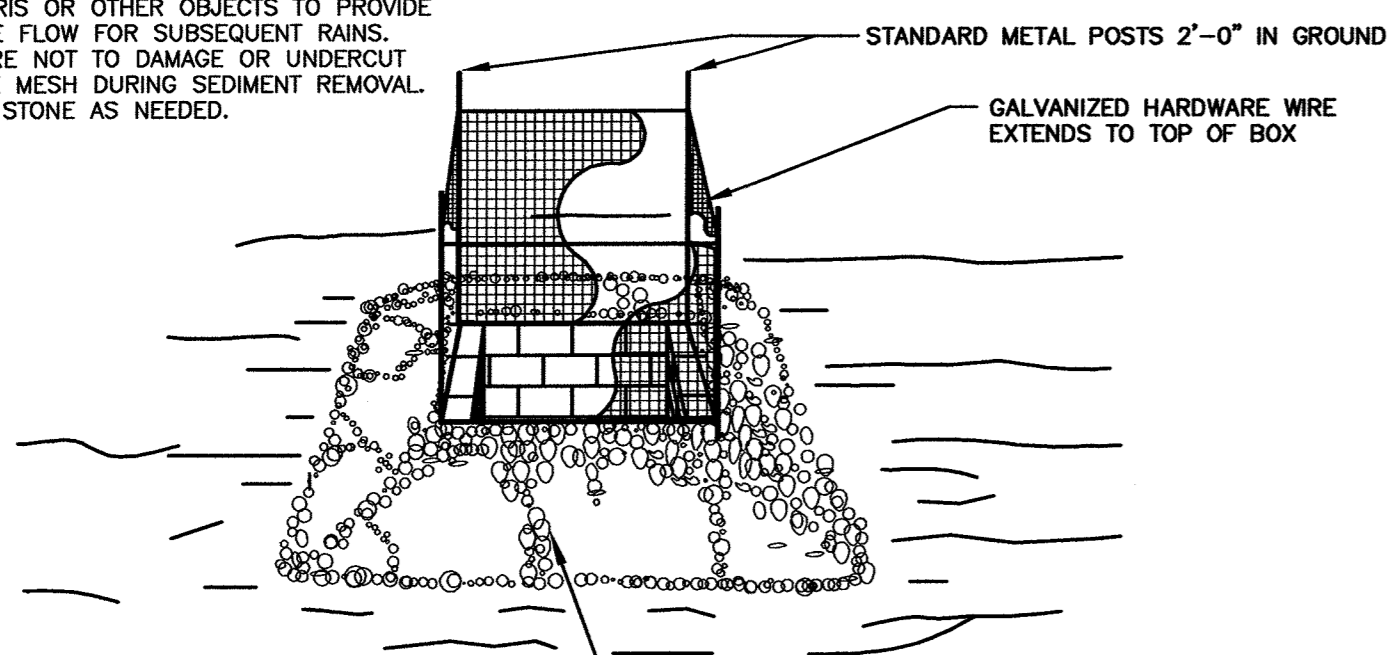 RIS OR OTHER OBJECTS TO PROVIDE
E FLOW FOR SUBSEQUENT RAINS.
RE NOT TO DAMAGE OR UNDERCUT
E MESH DURING SEDIMENT REMOVAL.
STONE AS NEEDED.
STANDARD METAL POSTS 2'-0" IN GROUND
GALVANIZED HARDWARE WIRE
EXTENDS TO TOP OF BOX